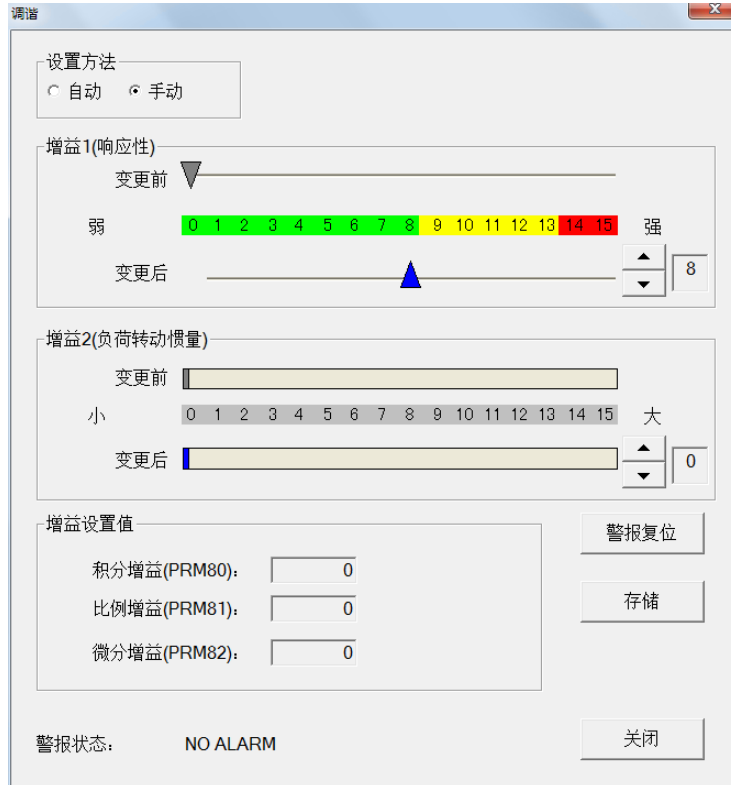 调谐
设置方法
自动 手动
增益1(响应性)
变更前
弱 0 1 2 3 4 5 6 7 8 9 10 11 12 13 14 15 强
变更后 8
增益2(负荷转动惯量)
变更前
小 0 1 2 3 4 5 6 7 8 9 10 11 12 13 14 15 大
变更后 0
增益设置值
警报复位
积分增益(PRM80): 0
比例增益(PRM81): 0
存储
微分增益(PRM82): 0
警报状态: NO ALARM
关闭